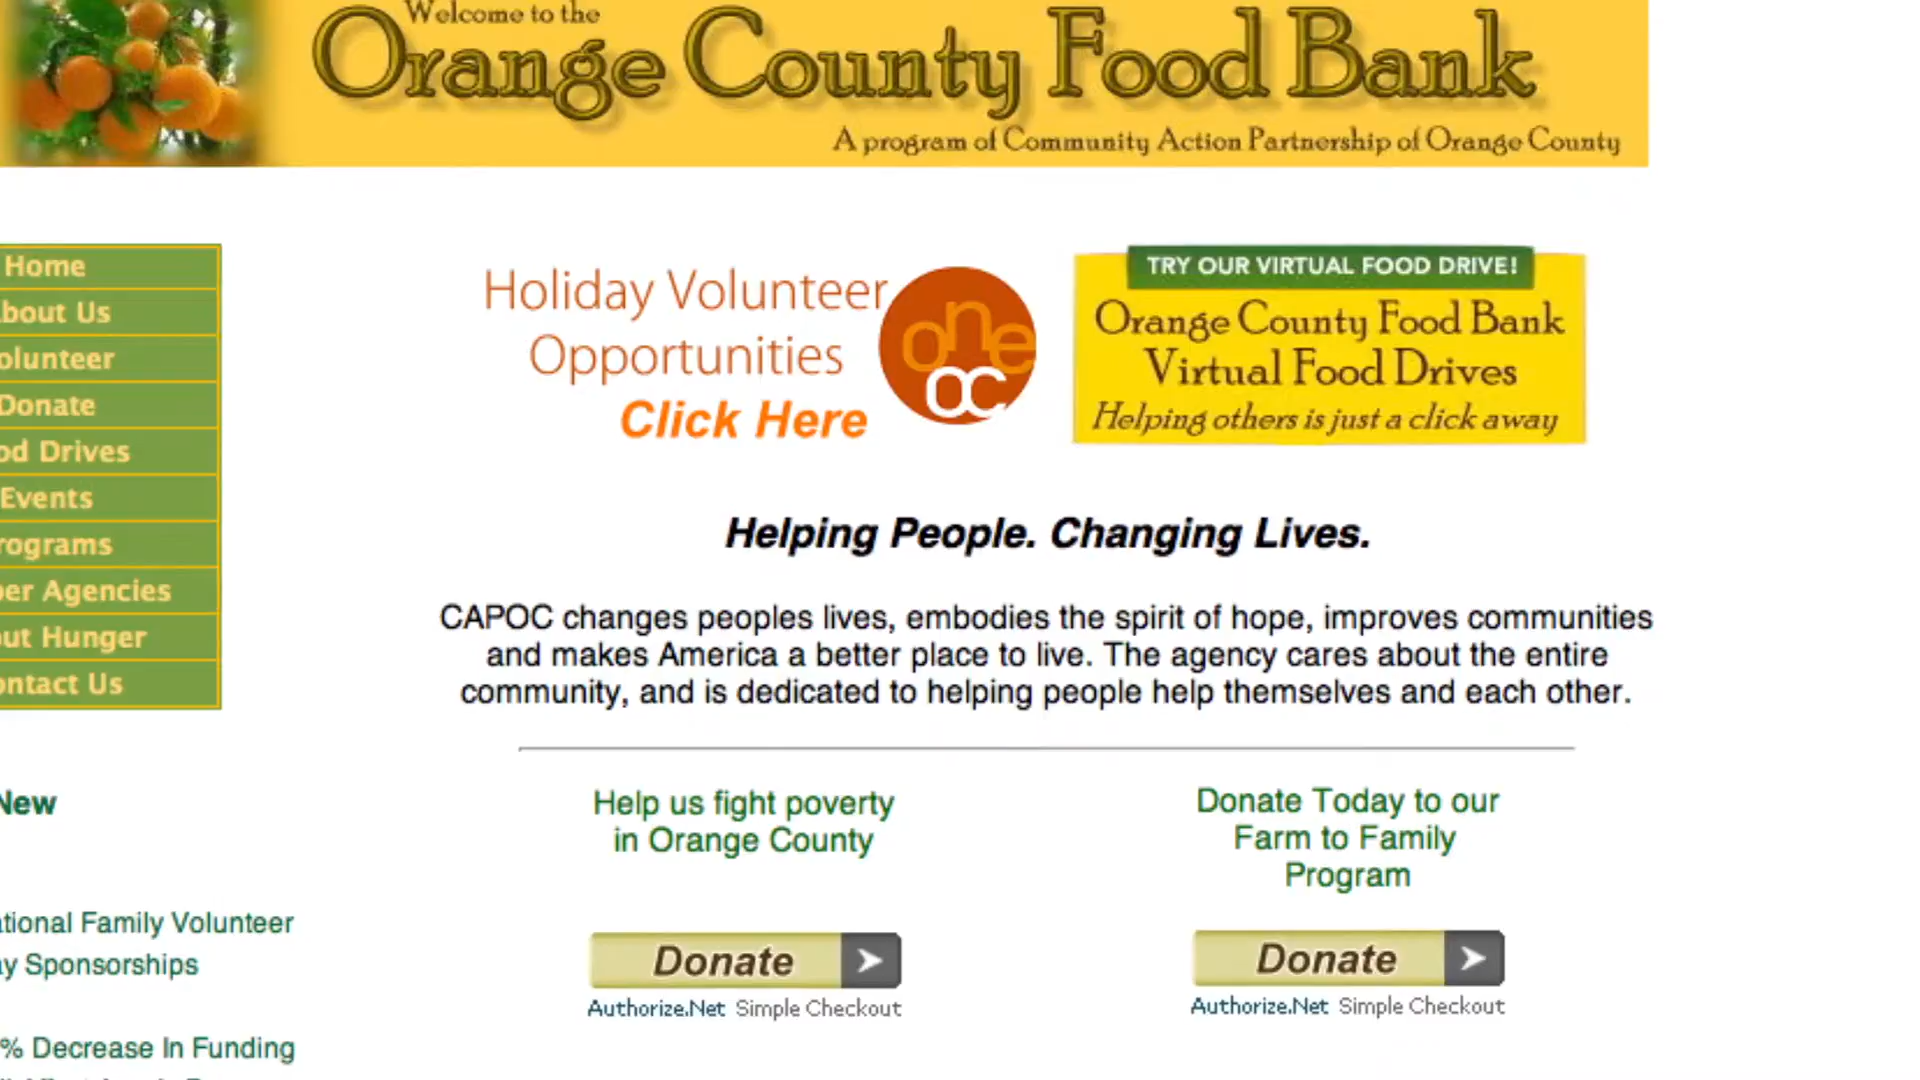 Welcome to the
Orange County Food Bank
A program of Community Action Partnership of Orange County
Home
bout Us
olunteer
Donate
od Drives
Events
rograms
er Agencies
out Hunger
ontact Us
Holiday Volunteer
Opportunities
Click Here
one
OC
TRY OUR VIRTUAL FOOD DRIVE!
Orange County Food Bank
Virtual Food Drives
Helping others is just a click away
Helping People. Changing Lives.
CAPOC changes peoples lives, embodies the spirit of hope, improves communities
and makes America a better place to live. The agency cares about the entire
community, and is dedicated to helping people help themselves and each other.
New
ational Family Volunteer
ay Sponsorships
% Decrease In Funding
Help us fight poverty
in Orange County
Donate
Authorize.Net Simple Checkout
Donate Today to our
Farm to Family
Program
Donate
Authorize.Net Simple Checkout